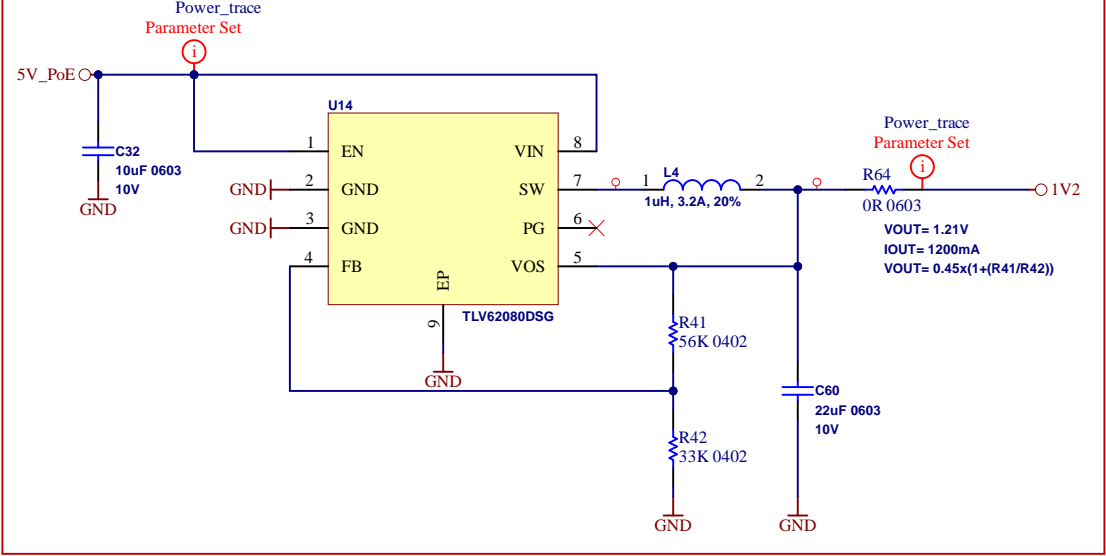 Power_trace
Parameter Set
i
5V_PoE
U14
C32
10uF 0603
10V
GND
1
EN
GND
2
GND
GND
3
GND
4
FB
VIN
8
SW
7
PG
6
VOS
5
EP
9
GND
TLV62080DSG
1
L4
2
1uH, 3.2A, 20%
Power_trace
Parameter Set
i
R64
0R 0603
1V2
VOUT= 1.21V
IOUT= 1200mA
VOUT= 0.45x(1+(R41/R42))
R41
56K 0402
R42
33K 0402
GND
C60
22uF 0603
10V
GND